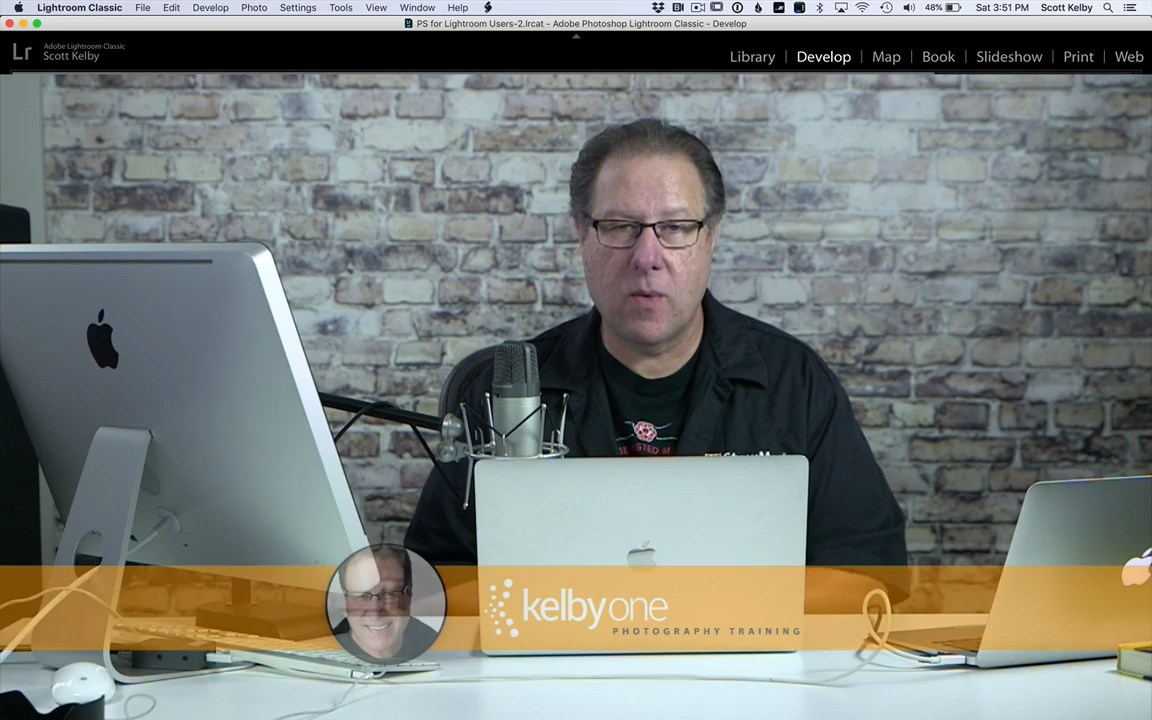 Lightroom Classic File Edit Develop Photo Settings Tools View Window Help 48% Sat 3:51 PM Scott Kelby
PS for Lightroom Users-2.lrcat - Adobe Photoshop Lightroom Classic - Develop
Lr Adobe Lightroom Classic
Scott Kelby
Library | Develop | Map | Book | Slideshow | Print | Web
kelbyone
PHOTOGRAPHY TRAINING